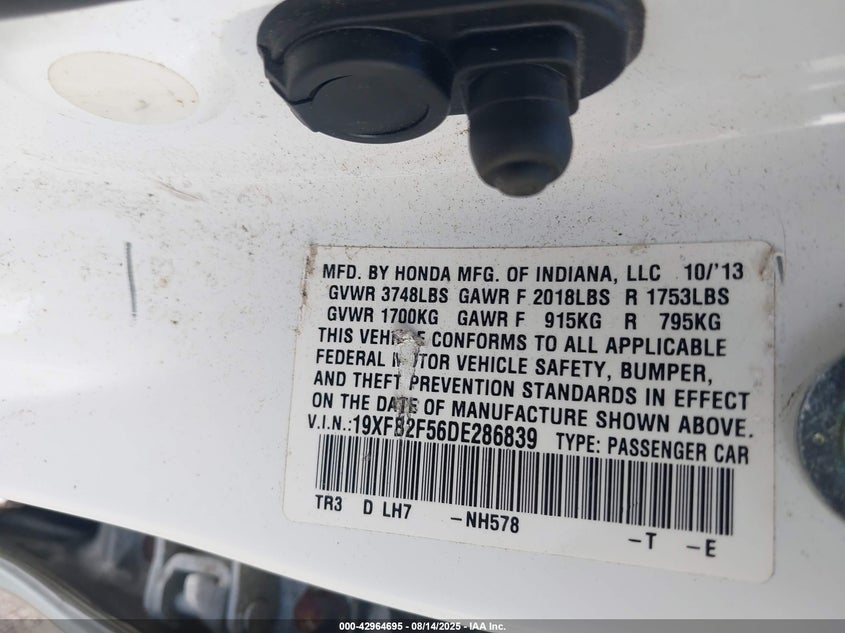 MFD. BY HONDA MFG. OF INDIANA, LLC 10/'13
GVWR 3748LBS GAWR F 2018LBS R 1753LBS
GVWR 1700KG GAWR F 915KG R 795KG
THIS VEHICLE CONFORMS TO ALL APPLICABLE
FEDERAL MOTOR VEHICLE SAFETY, BUMPER,
AND THEFT PREVENTION STANDARDS IN EFFECT
ON THE DATE OF MANUFACTURE SHOWN ABOVE.
V.I.N.:19XFB2F56DE286839 TYPE: PASSENGER CAR
TR3 D LH7 -NH578
-T -E
000-42964695 - 08/14/2025 - IAA Inc.